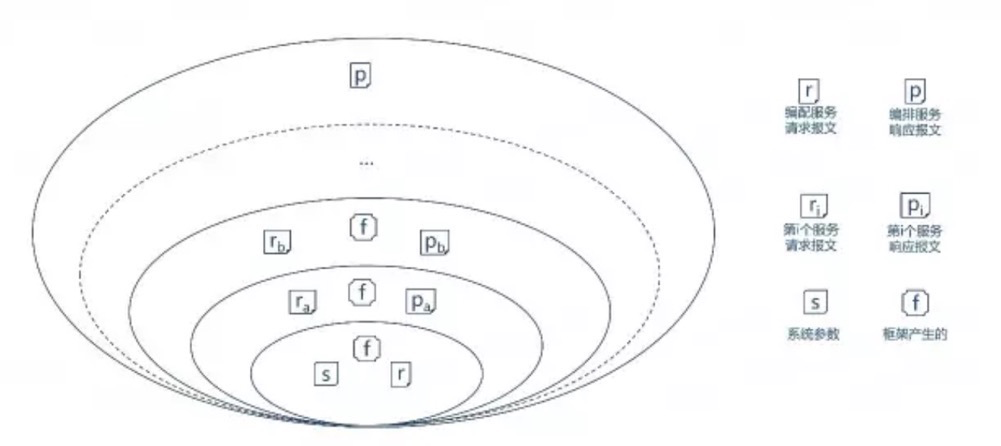 p
...
f
r_b
p_b
f
r_a
p_a
f
s
r
r
p
编配服务
请求报文
编排服务
响应报文
r_i
p_i
第i个服务
请求报文
第i个服务
响应报文
s
f
系统参数
框架产生的